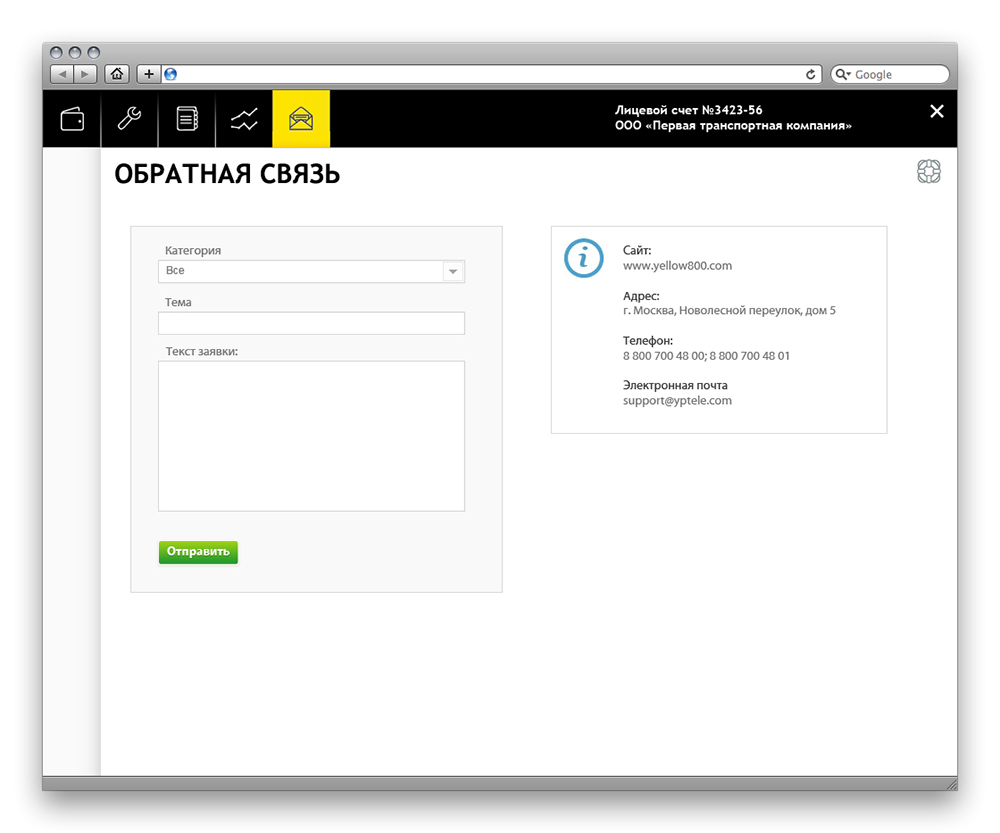 Google
Лицевой счет №3423-56
ООО «Первая транспортная компания»
ОБРАТНАЯ СВЯЗЬ
Категория
Все
Тема
Текст заявки:
Отправить
Сайт:
www.yellow800.com
Адрес:
г. Москва, Новолесной переулок, дом 5
Телефон:
8 800 700 48 00; 8 800 700 48 01
Электронная почта
support@yptele.com